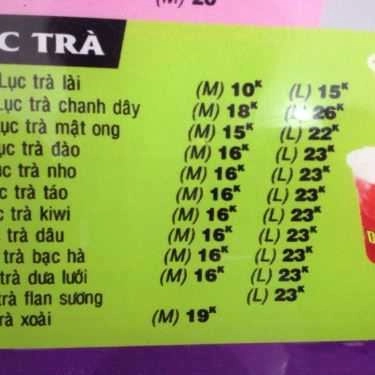 (M) 28
C TRÀ
Lục trà lài (M) 10K (L) 15K
Lục trà chanh dây (M) 18K (L) 26K
ục trà mật ong (M) 15K (L) 22K
ục trà đào (M) 16K (L) 23K
ục trà nho (M) 16K (L) 23K
c trà táo (M) 16K (L) 23K
c trà kiwi (M) 16K (L) 23K
trà dâu (M) 16K (L) 23K
trà bạc hà (M) 16K (L) 23K
trà dưa lưới (M) 16K (L) 23K
trà flan sương (L) 23K
rà xoài (M) 19K